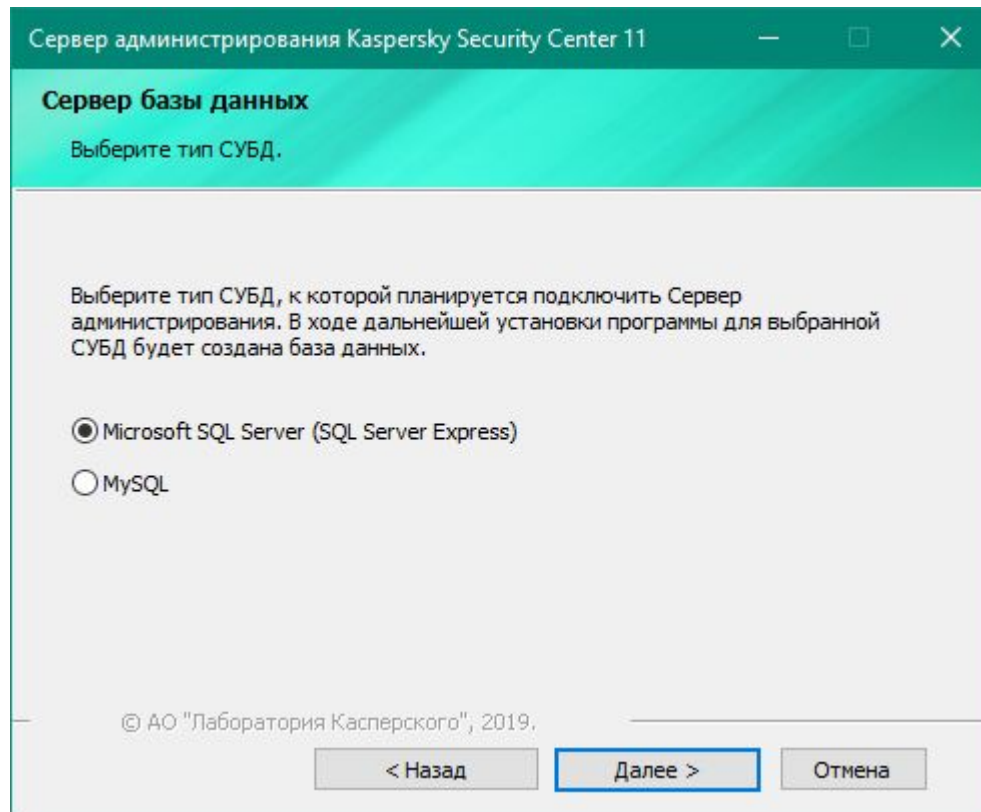 Сервер администрирования Kaspersky Security Center 11
Сервер базы данных
Выберите тип СУБД.
Выберите тип СУБД, к которой планируется подключить Сервер
администрирования. В ходе дальнейшей установки программы для выбранной
СУБД будет создана база данных.
Microsoft SQL Server (SQL Server Express)
MySQL
© АО "Лаборатория Касперского", 2019.
< Назад
Далее >
Отмена